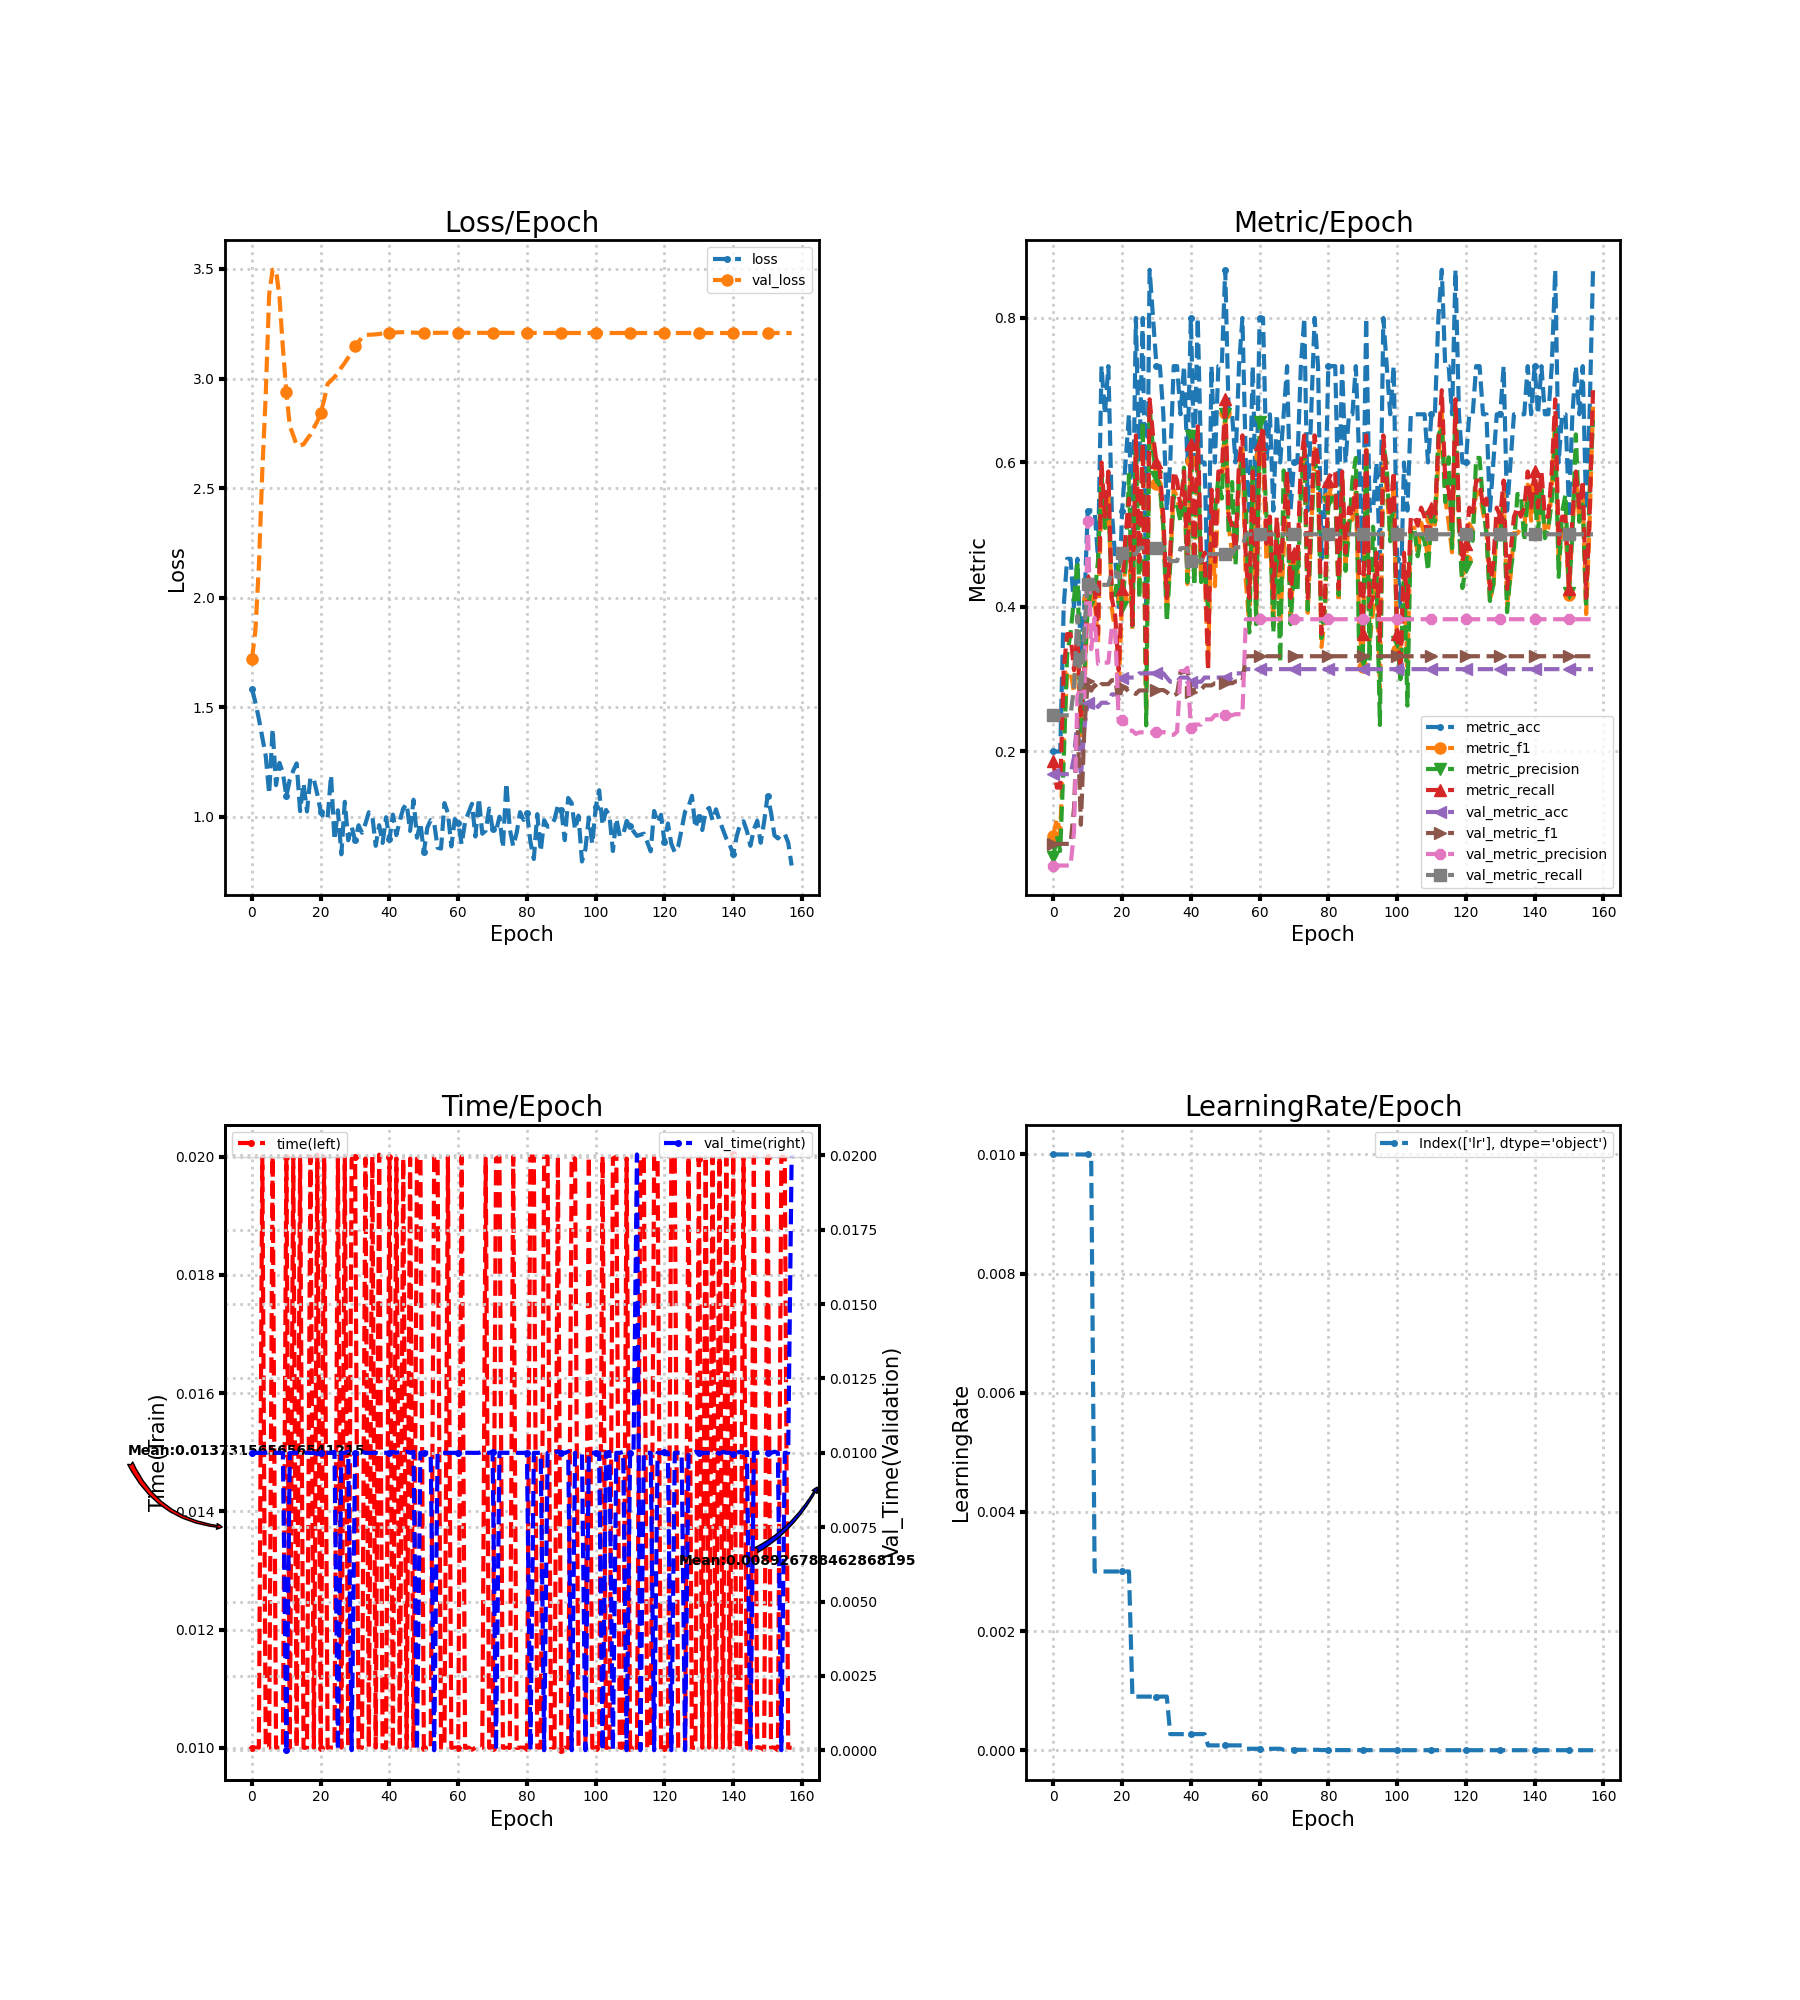 Loss/Epoch
loss
val_loss
3.5
3.0
2.5
2.0
1.5
1.0
Loss
0 20 40 60 80 100 120 140 160
Epoch
Metric/Epoch
0.8
0.6
0.4
0.2
Metric
metric_acc
metric_f1
metric_precision
metric_recall
val_metric_acc
val_metric_f1
val_metric_precision
val_metric_recall
0 20 40 60 80 100 120 140 160
Epoch
Time/Epoch
time(left)
val_time(right)
0.020
0.018
0.016
0.014
0.012
0.010
Time(Train)
Mean:0.013731565656541215
0.0200
0.0175
0.0150
0.0125
0.0100
0.0075
0.0050
0.0025
0.0000
Val_Time(Validation)
Mean:0.008926788462868195
0 20 40 60 80 100 120 140 160
Epoch
LearningRate/Epoch
Index(['lr'], dtype='object')
0.010
0.008
0.006
0.004
0.002
0.000
LearningRate
0 20 40 60 80 100 120 140 160
Epoch